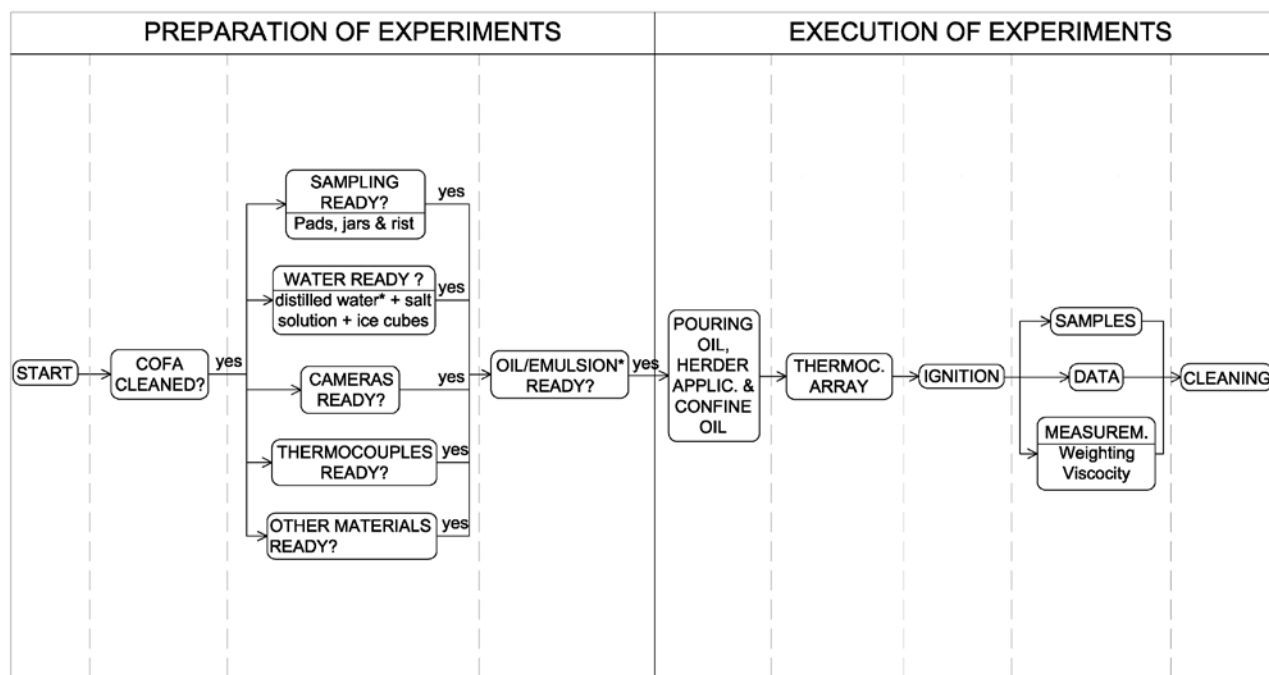 PREPARATION OF EXPERIMENTS
EXECUTION OF EXPERIMENTS
START
COFA
CLEANED?
yes
SAMPLING
READY?
Pads, jars & rist
yes
WATER READY ?
distilled water* + salt
solution + ice cubes
yes
CAMERAS
READY?
yes
THERMOCOUPLES
READY?
yes
OTHER MATERIALS
READY?
yes
OIL/EMULSION*
READY?
yes
POURING
OIL,
HERDER
APPLIC. &
CONFINE
OIL
THERMOC.
ARRAY
IGNITION
SAMPLES
DATA
MEASUREM.
Weighting
Viscocity
CLEANING